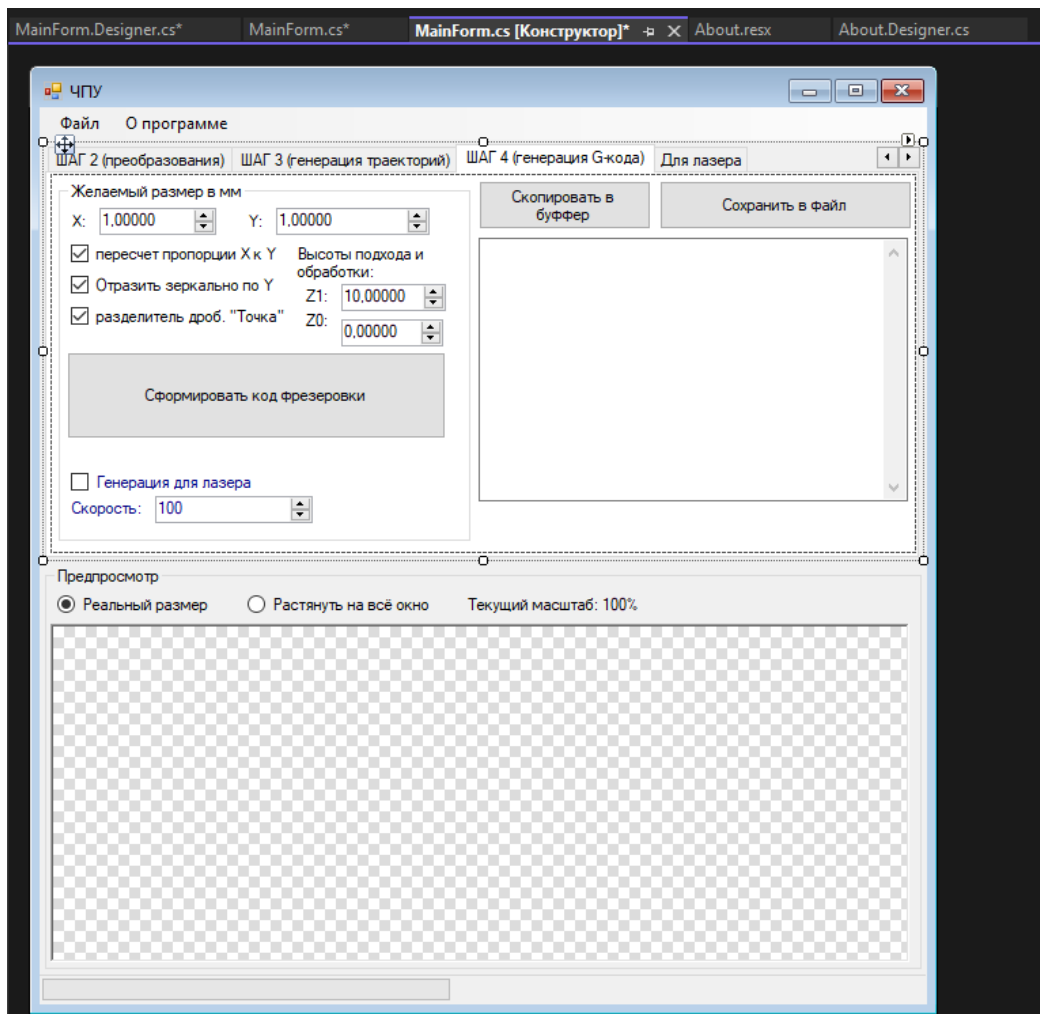 MainForm.Designer.cs* MainForm.cs* MainForm.cs [Конструктор]* About.resx About.Designer.cs
ЧПУ
Файл О программе
ШАГ 2 (преобразования) ШАГ 3 (генерация траекторий) ШАГ 4 (генерация G-кода) Для лазера
Желаемый размер в мм
X: 1,00000 Y: 1,00000
Скопировать в
буффер
Сохранить в файл
пересчет пропорции X к Y
Отразить зеркально по Y
разделитель дроб. "Точка"
Высоты подхода и
обработки:
Z1: 10,00000
Z0: 0,00000
Сформировать код фрезеровки
Генерация для лазера
Скорость: 100
Предпросмотр
Реальный размер Растянуть на всё окно Текущий масштаб: 100%